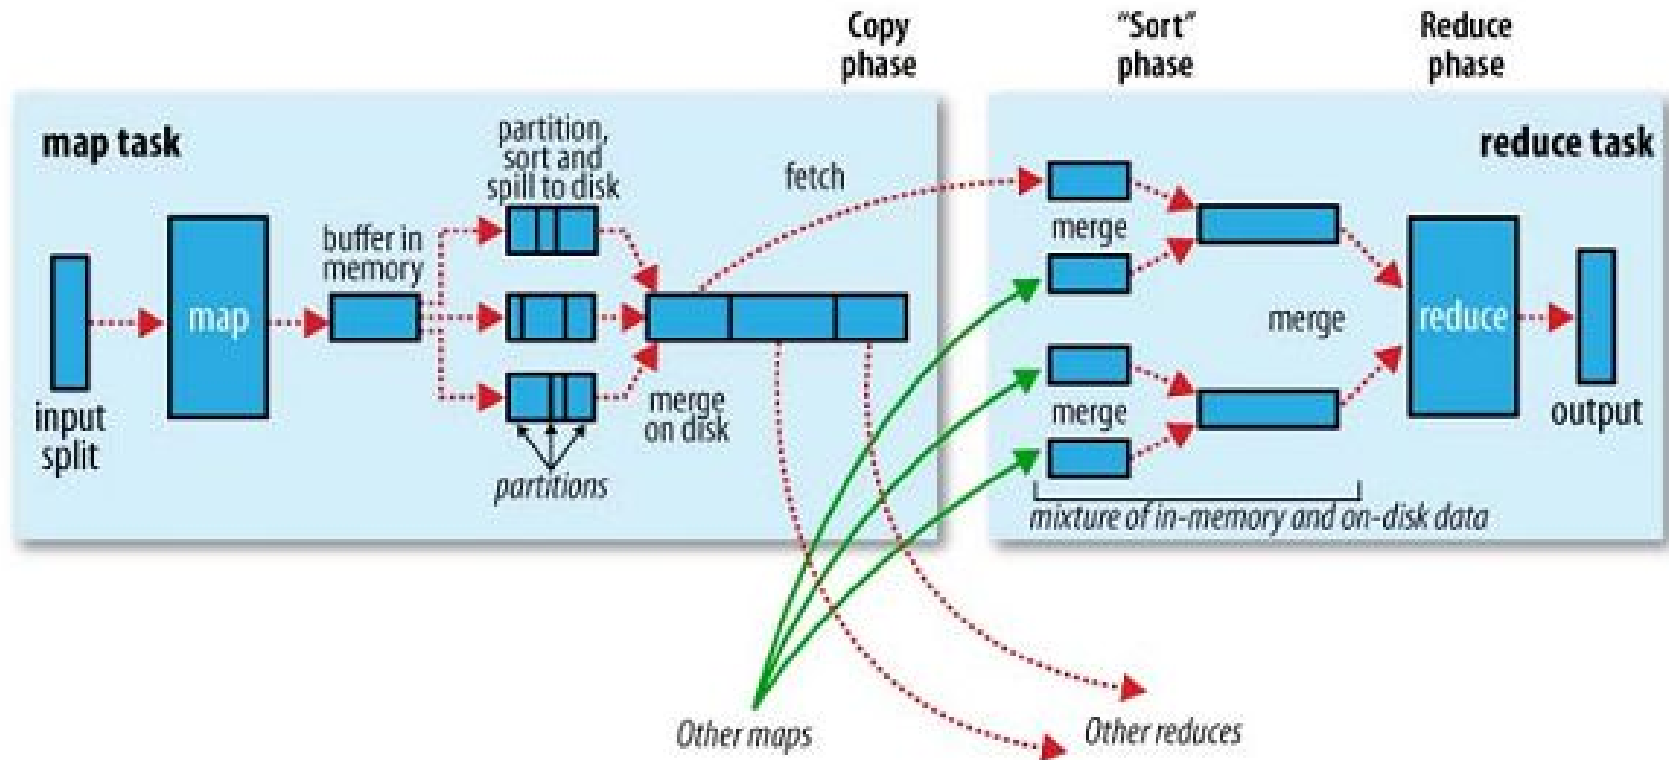 Copy
phase
"Sort"
phase
Reduce
phase
map task
partition,
sort and
spill to disk
fetch
reduce task
buffer in
memory
merge
map
merge
reduce
input
split
merge
on disk
merge
output
partitions
mixture of in-memory and on-disk data
Other maps
Other reduces